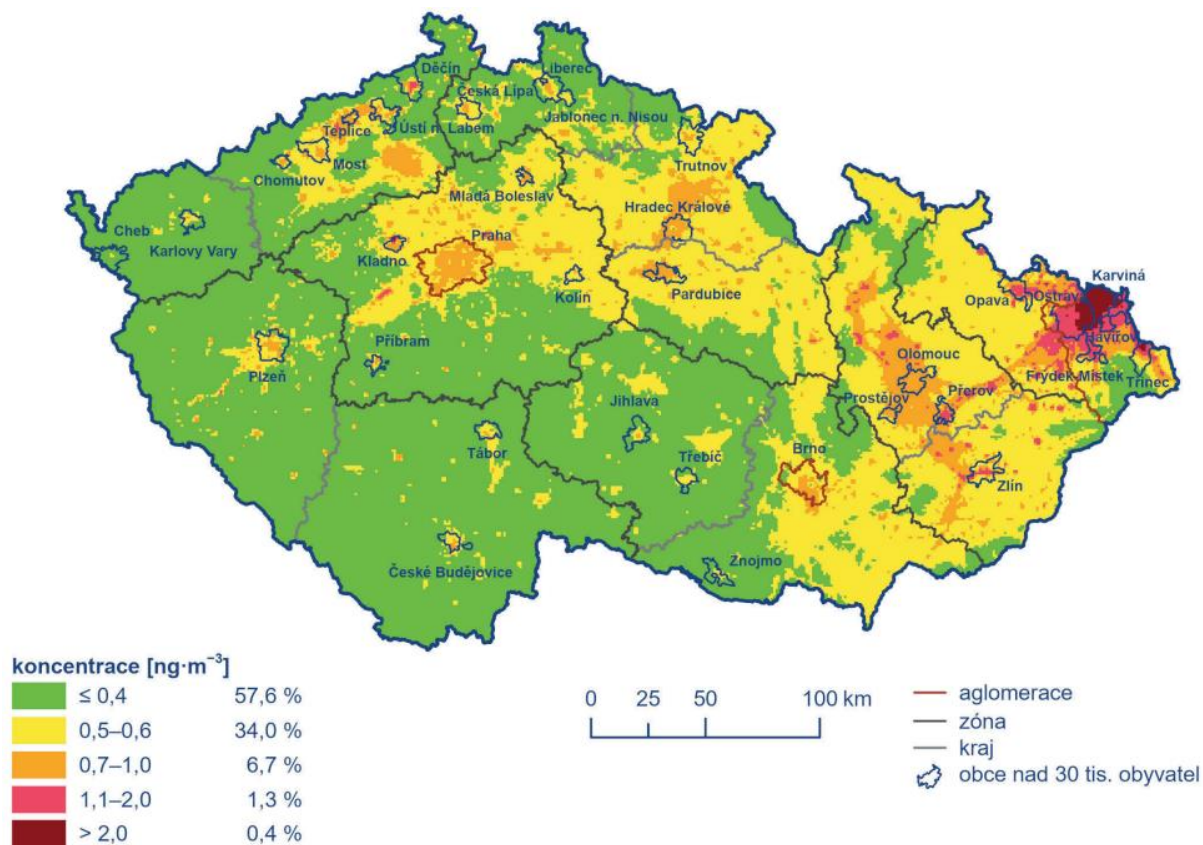 Děčín
Liberec
Česká Lípa
Teplice
Ústí n. Labem
Jablonec n. Nisou
Most
Trutnov
Chomutov
Mladá Boleslav
Hradec Králové
Cheb
Karlovy Vary
Praha
Kladno
Kolín
Pardubice
Karviná
Opava
Ostrava
Havířov
Příbram
Plzeň
Olomouc
Frýdek-Místek
Třinec
Jihlava
Prostějov
Přerov
Tábor
Třebíč
Brno
Zlín
České Budějovice
Znojmo
koncentrace [ng·m⁻³]
≤ 0,4 57,6 %
0,5–0,6 34,0 %
0,7–1,0 6,7 %
1,1–2,0 1,3 %
> 2,0 0,4 %
0 25 50 100 km
aglomerace
zóna
kraj
obce nad 30 tis. obyvatel